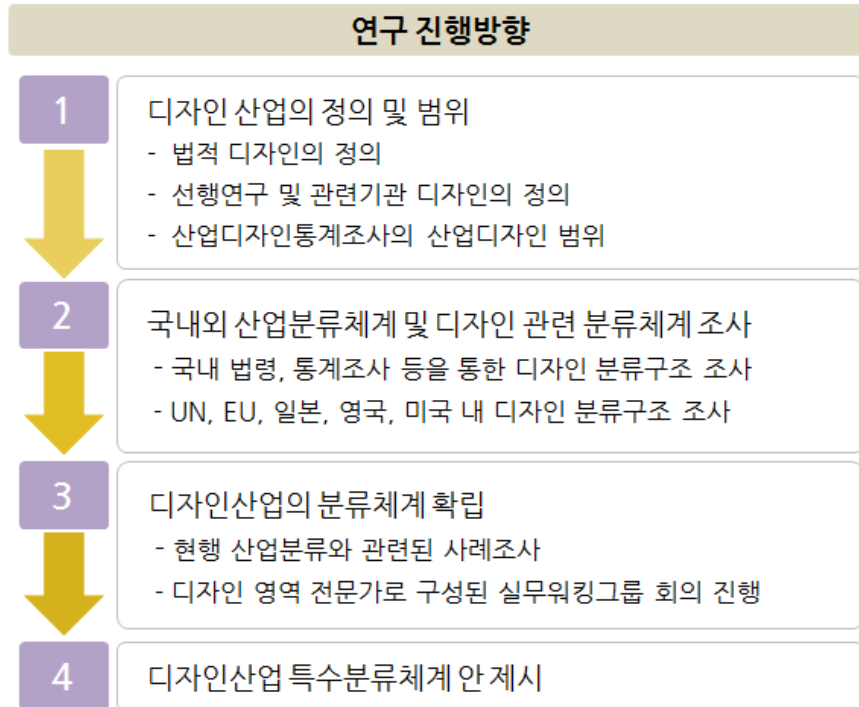 연구 진행방향
1
디자인 산업의 정의 및 범위
- 법적 디자인의 정의
- 선행연구 및 관련기관 디자인의 정의
- 산업디자인통계조사의 산업디자인 범위
2
국내외 산업분류체계 및 디자인 관련 분류체계 조사
- 국내 법령, 통계조사 등을 통한 디자인 분류구조 조사
- UN, EU, 일본, 영국, 미국 내 디자인 분류구조 조사
3
디자인산업의 분류체계 확립
- 현행 산업분류와 관련된 사례조사
- 디자인 영역 전문가로 구성된 실무워킹그룹 회의 진행
4
디자인산업 특수분류체계 안 제시